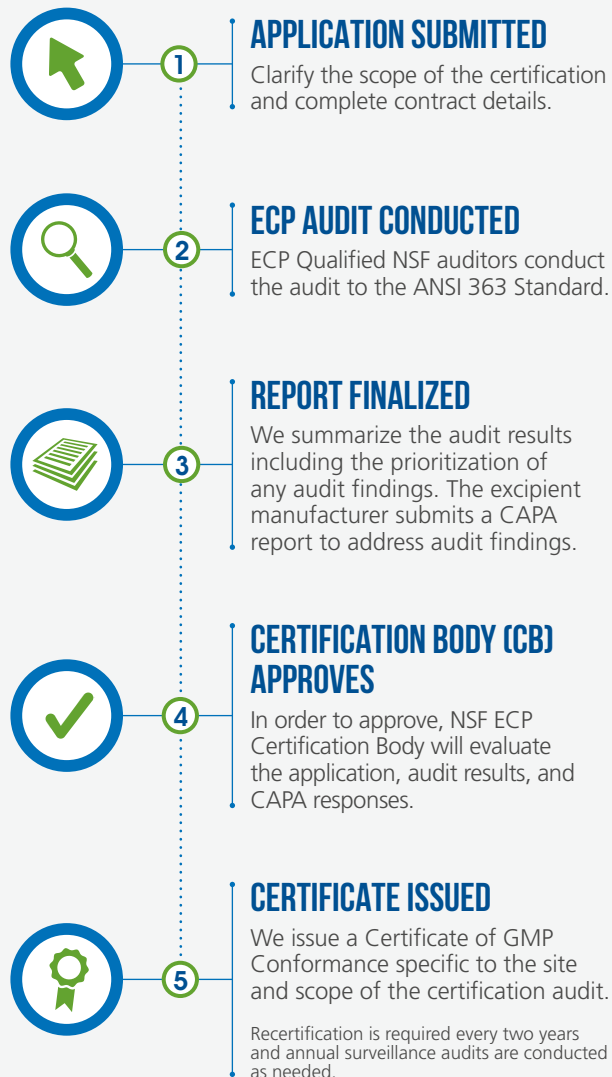 1
APPLICATION SUBMITTED
Clarify the scope of the certification
and complete contract details.
2
ECP AUDIT CONDUCTED
ECP Qualified NSF auditors conduct
the audit to the ANSI 363 Standard.
3
REPORT FINALIZED
We summarize the audit results
including the prioritization of
any audit findings. The excipient
manufacturer submits a CAPA
report to address audit findings.
4
CERTIFICATION BODY (CB)
APPROVES
In order to approve, NSF ECP
Certification Body will evaluate
the application, audit results, and
CAPA responses.
5
CERTIFICATE ISSUED
We issue a Certificate of GMP
Conformance specific to the site
and scope of the certification audit.
Recertification is required every two years
and annual surveillance audits are conducted
as needed.